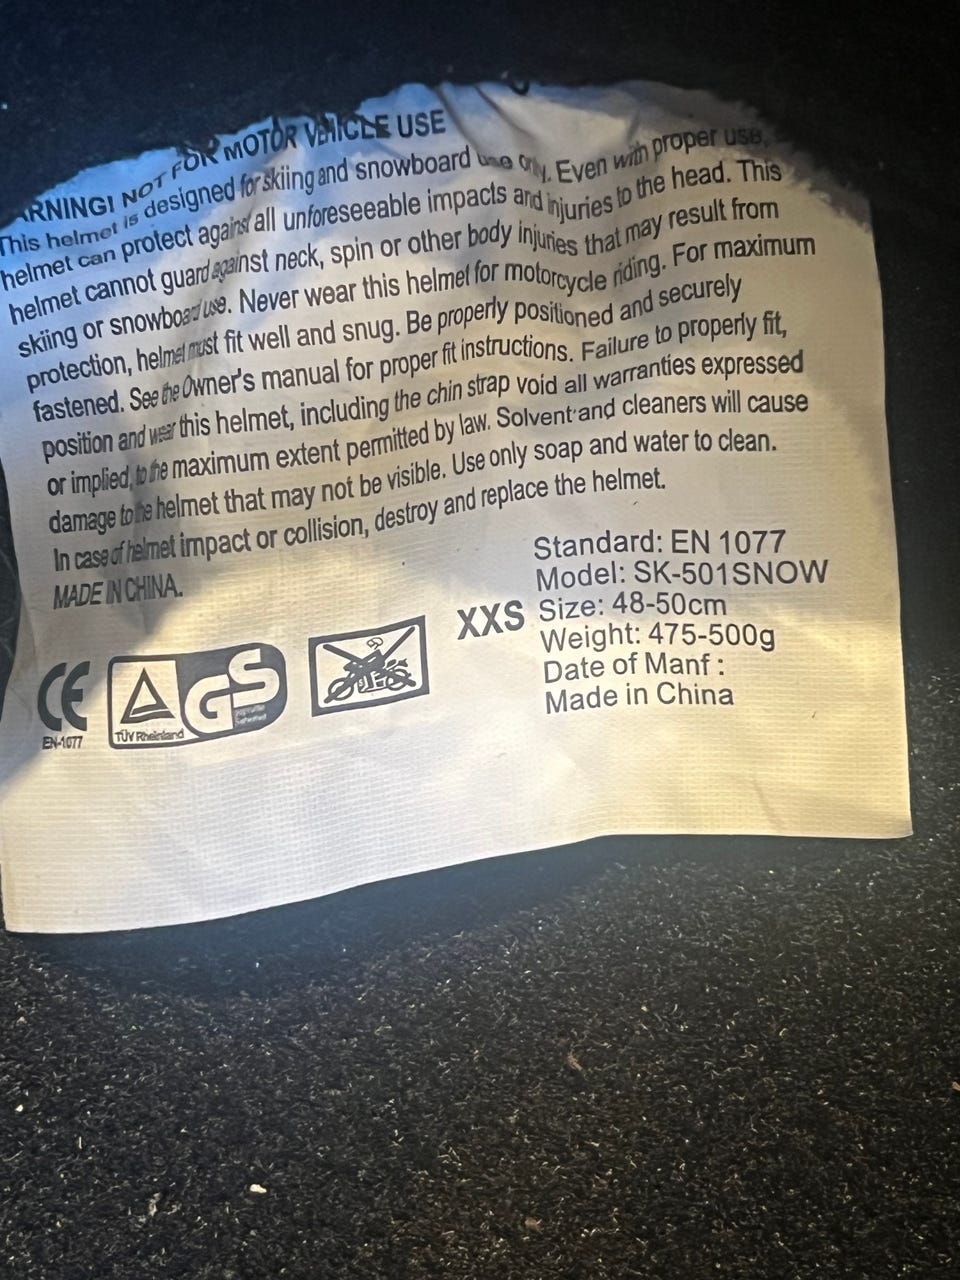 ARNING! NOT FOR MOTOR VEHICLE USE
This helmet is designed for skiing and snowboard use only. Even with proper use,
helmet can protect against all unforeseeable impacts and injuries to the head. This
helmet cannot guard against neck, spin or other body injuries that may result from
skiing or snowboard use. Never wear this helmet for motorcycle riding. For maximum
protection, helmet must fit well and snug. Be properly positioned and securely
fastened. See the Owner's manual for proper fit instructions. Failure to properly fit,
position and wear this helmet, including the chin strap void all warranties expressed
or implied, to the maximum extent permitted by law. Solvent and cleaners will cause
damage to the helmet that may not be visible. Use only soap and water to clean.
In case of helmet impact or collision, destroy and replace the helmet.
MADE IN CHINA.
Standard: EN 1077
Model: SK-501SNOW
XXS Size: 48-50cm
Weight: 475-500g
Date of Manf :
Made in China
CE
EN-1077
TÜV Rheinland
GS
geprüfte
Sicherheit